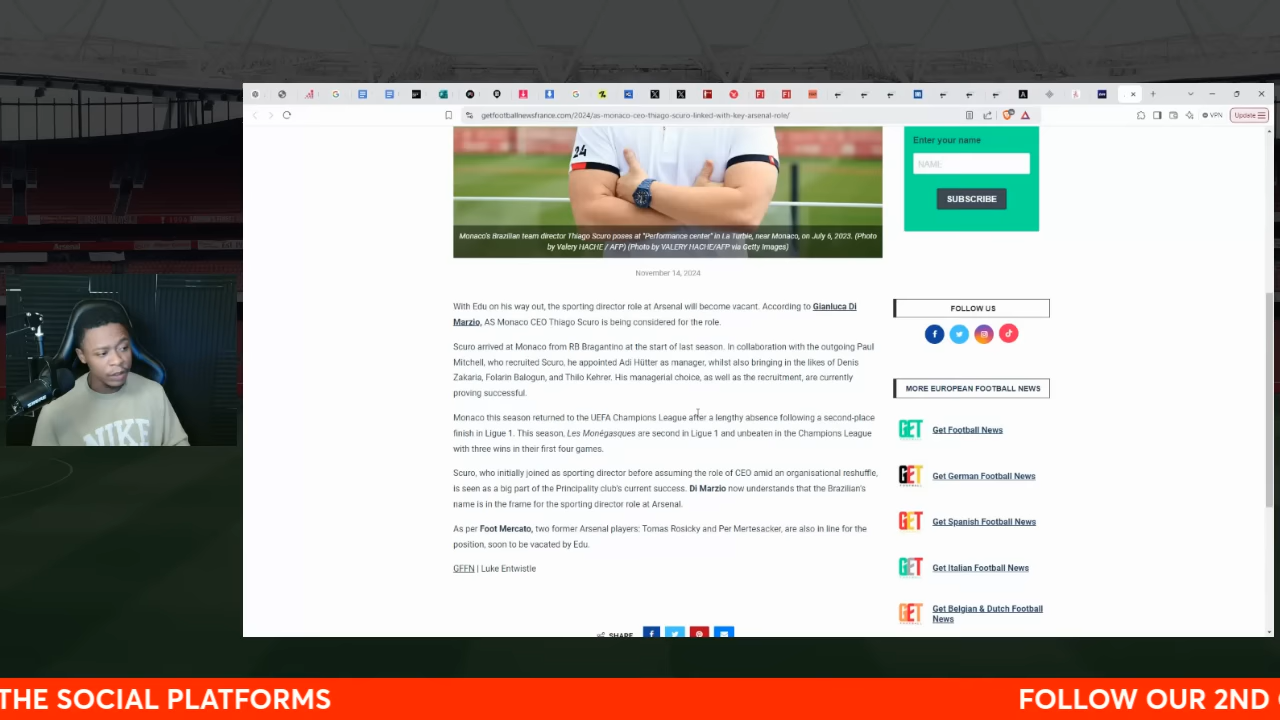 getfootballnewsfrance.com/2024/as-monaco-ceo-thiago-scuro-linked-with-key-arsenal-role/
VPN
Update
24
Monaco's Brazilian team director Thiago Scuro poses at "Performance center" in La Turbie, near Monaco, on July 6, 2023. (Photo
by Valery HACHE / AFP) (Photo by VALERY HACHE/AFP via Getty Images)
November 14, 2024
With Edu on his way out, the sporting director role at Arsenal will become vacant. According to Gianluca Di
Marzio, AS Monaco CEO Thiago Scuro is being considered for the role.
Scuro arrived at Monaco from RB Bragantino at the start of last season. In collaboration with the outgoing Paul
Mitchell, who recruited Scuro, he appointed Adi Hütter as manager, whilst also bringing in the likes of Denis
Zakaria, Folarin Balogun, and Thilo Kehrer. His managerial choice, as well as the recruitment, are currently
proving successful.
Monaco this season returned to the UEFA Champions League after a lengthy absence following a second-place
finish in Ligue 1. This season, Les Monégasques are second in Ligue 1 and unbeaten in the Champions League
with three wins in their first four games.
Scuro, who initially joined as sporting director before assuming the role of CEO amid an organisational reshuffle,
is seen as a big part of the Principality club's current success. Di Marzio now understands that the Brazilian's
name is in the frame for the sporting director role at Arsenal.
As per Foot Mercato, two former Arsenal players: Tomas Rosicky and Per Mertesacker, are also in line for the
position, soon to be vacated by Edu.
GFFN | Luke Entwistle
SHARE
Enter your name
NAME
SUBSCRIBE
FOLLOW US
MORE EUROPEAN FOOTBALL NEWS
GET
Get Football News
GET
Get German Football News
GET
Get Spanish Football News
GET
Get Italian Football News
GET
Get Belgian & Dutch Football
News
NIKE
THE SOCIAL PLATFORMS
FOLLOW OUR 2ND